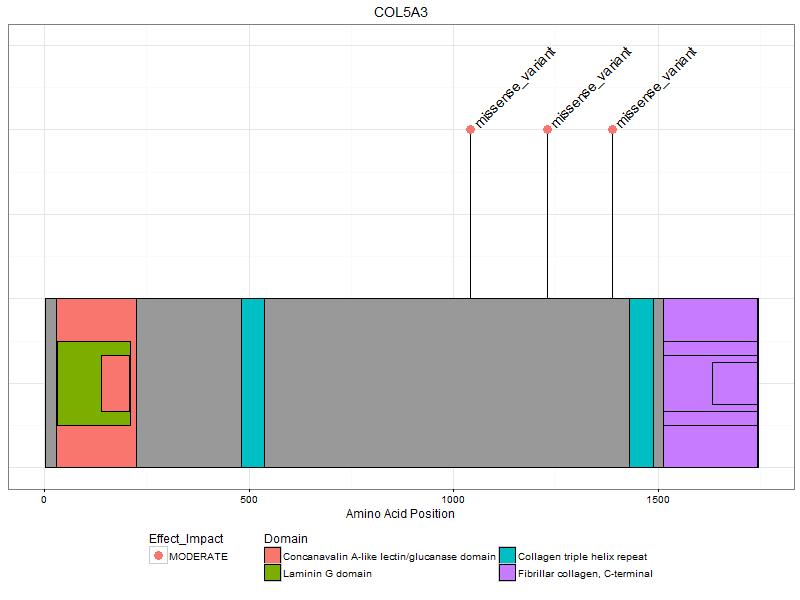 COL5A3
missense_variant
missense_variant
missense_variant
0
500
1000
1500
Amino Acid Position
Effect_Impact
MODERATE
Domain
Concanavalin A-like lectin/glucanase domain
Laminin G domain
Collagen triple helix repeat
Fibrillar collagen, C-terminal